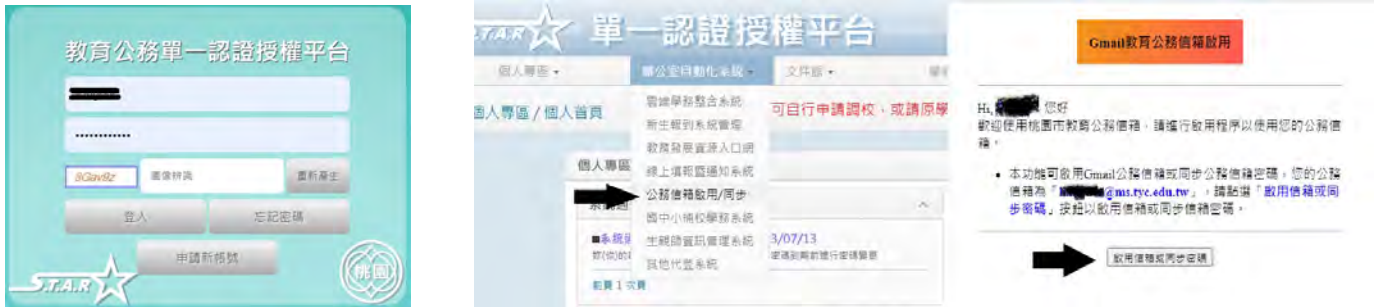 教育公務單一認證授權平台
8Gav9z
圖像辨識
重新產生
登入
忘記密碼
申請新帳號
S.T.A.R
桃園
S.T.A.R
單一認證授權平台
個人專區
辦公室自動化系統
文件區
個人專區 / 個人首頁
可自行申請調校，或請原學
雲端學務整合系統
新生報到系統管理
教育發展資源入口網
線上填報暨通知系統
公務信箱啟用/同步
國中小補校學務系統
生親師資訊管理系統
其他代登系統
個人專區
3/07/13
Gmail教育公務信箱啟用
Hi, 您好
歡迎使用桃園市教育公務信箱，請進行啟用程序以使用您的公務信
箱，
本功能可啟用Gmail公務信箱或同步公務信箱密碼，您的公務
信箱為「@ms.tyc.edu.tw」，請點選「啟用信箱或同
步密碼」按鈕以啟用信箱或同步信箱密碼。
啟用信箱或同步密碼